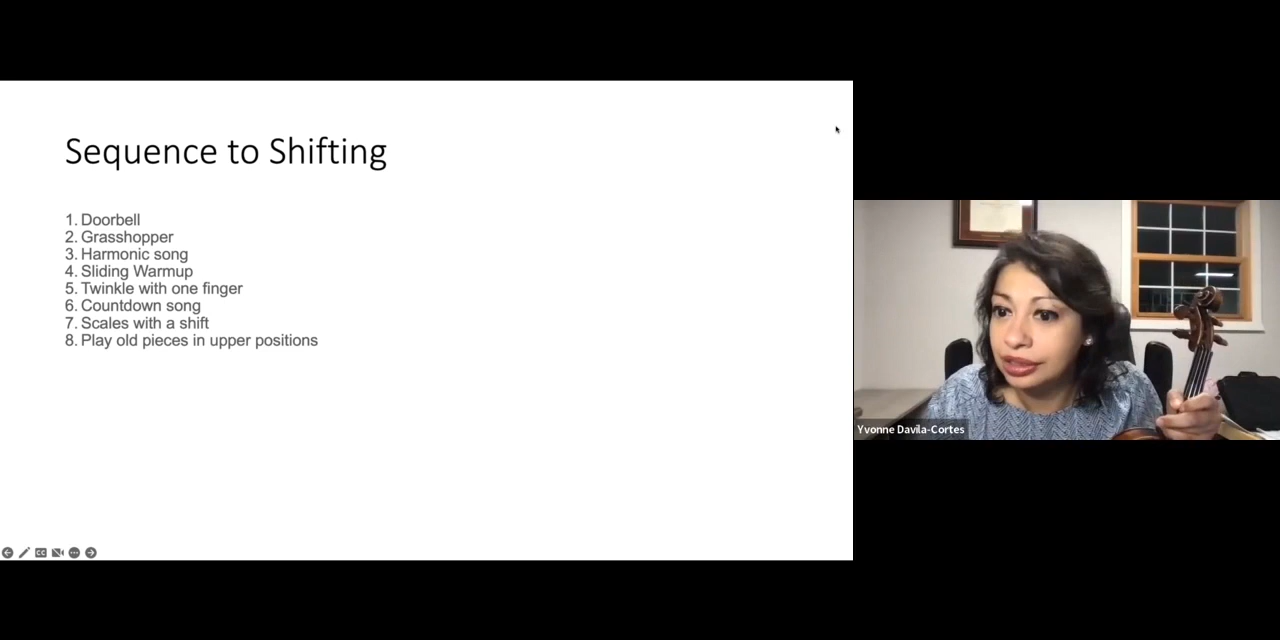 Sequence to Shifting
1. Doorbell
2. Grasshopper
3. Harmonic song
4. Sliding Warmup
5. Twinkle with one finger
6. Countdown song
7. Scales with a shift
8. Play old pieces in upper positions
Yvonne Davila-Cortes